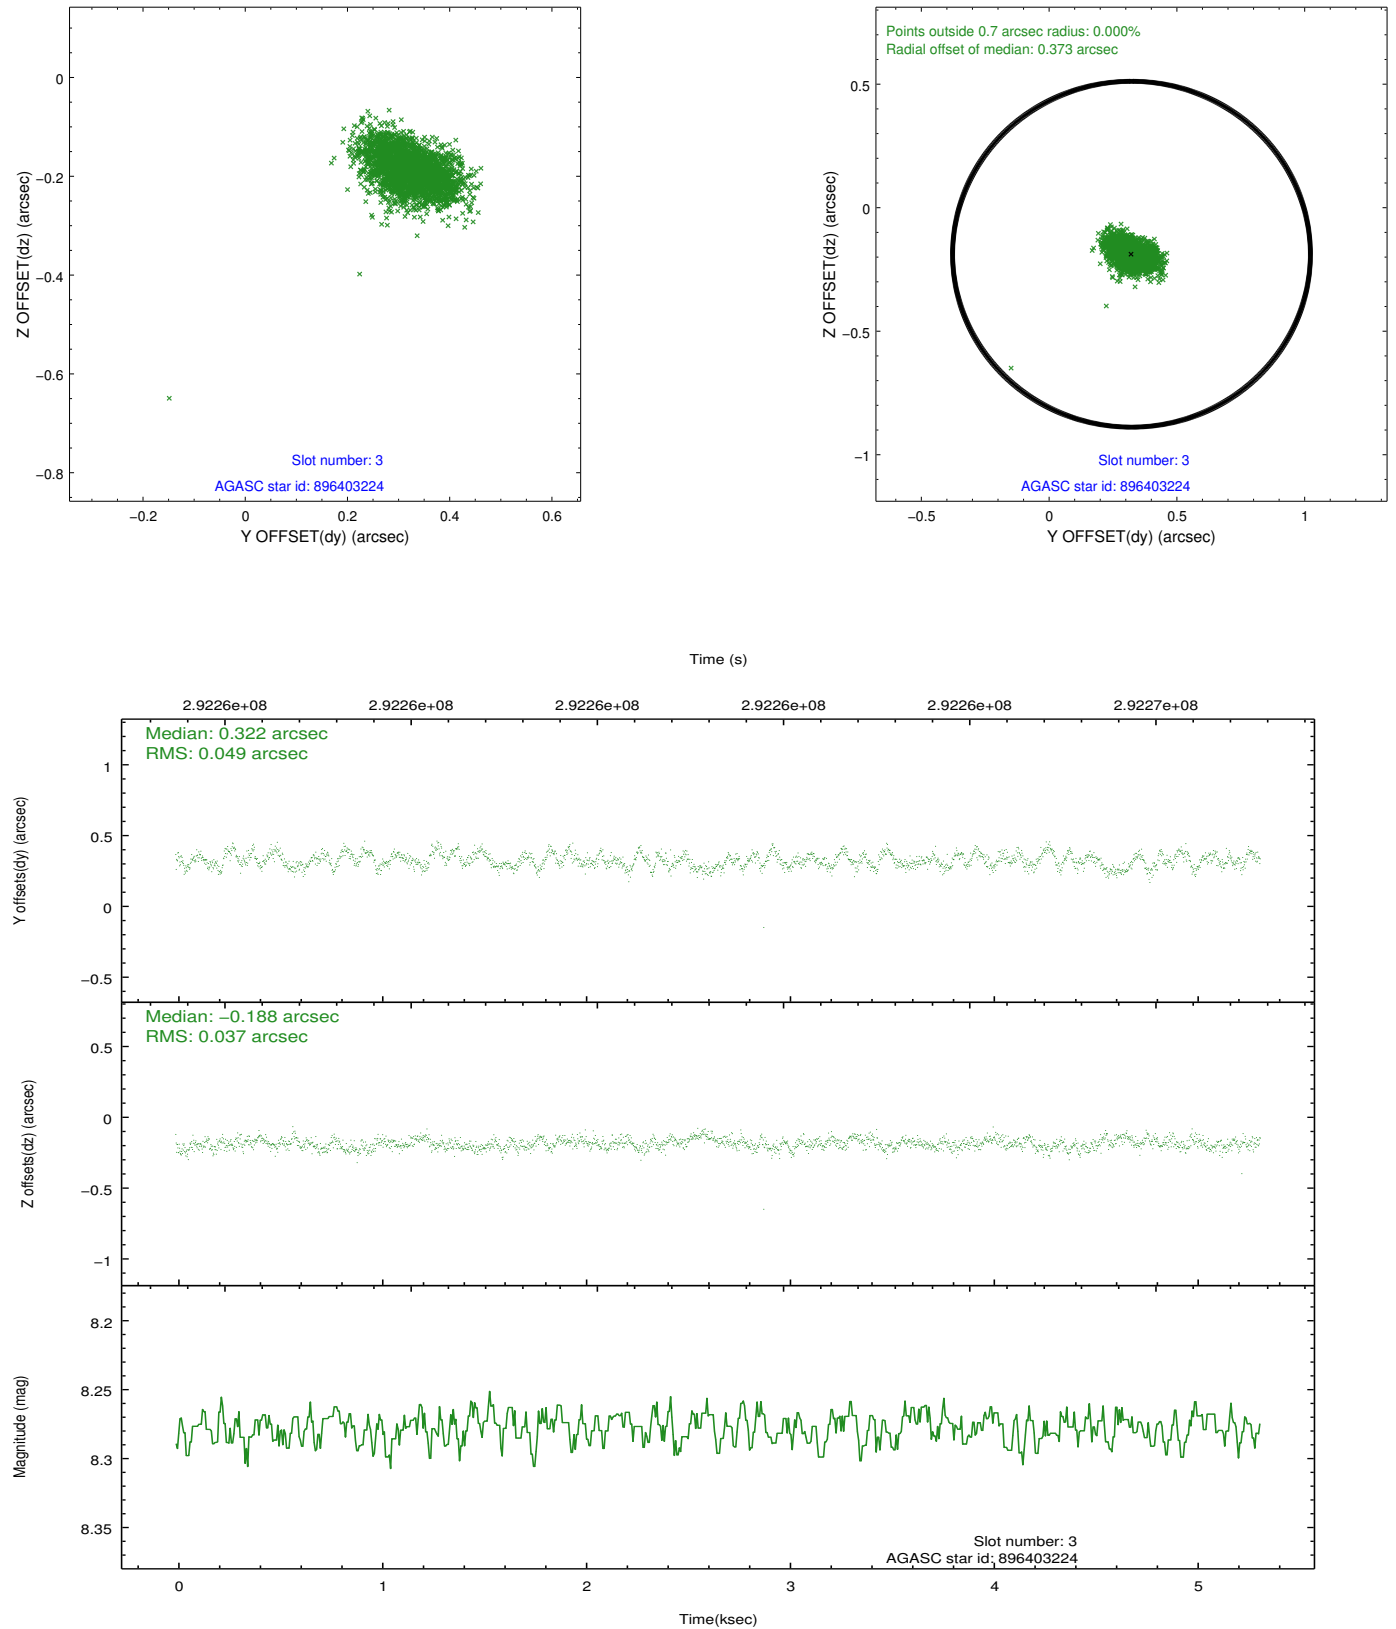 0
−0.2
−0.4
−0.6
−0.8
Z OFFSET(dz) (arcsec)
Slot number: 3
AGASC star id: 896403224
−0.2
0
0.2
0.4
0.6
Y OFFSET(dy) (arcsec)
Points outside 0.7 arcsec radius: 0.000%
Radial offset of median: 0.373 arcsec
0.5
0
−0.5
−1
Z OFFSET(dz) (arcsec)
Slot number: 3
AGASC star id: 896403224
−0.5
0
0.5
1
Y OFFSET(dy) (arcsec)
Time (s)
2.9226e+08
2.9226e+08
2.9226e+08
2.9226e+08
2.9226e+08
2.9227e+08
Median: 0.322 arcsec
RMS: 0.049 arcsec
1
0.5
0
−0.5
Y offsets(dy) (arcsec)
Median: −0.188 arcsec
RMS: 0.037 arcsec
0.5
0
−0.5
−1
Z offsets(dz) (arcsec)
8.2
8.25
8.3
8.35
Magnitude (mag)
Slot number: 3
AGASC star id: 896403224
0
1
2
3
4
5
Time(ksec)